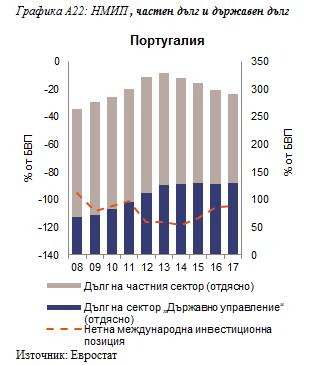 Графика А22: НМИП , частен дълг и държавен дълг
Португалия
% от БВП
0
-20
-40
-60
-80
-100
-120
-140
350
300
250
200
150
100
50
0
% от БВП
08 09 10 11 12 13 14 15 16 17
Дълг на частния сектор (отдясно)
Дълг на сектор „Държавно управление“
(отдясно)
Нетна международна инвестиционна
позиция
Източник: Евростат